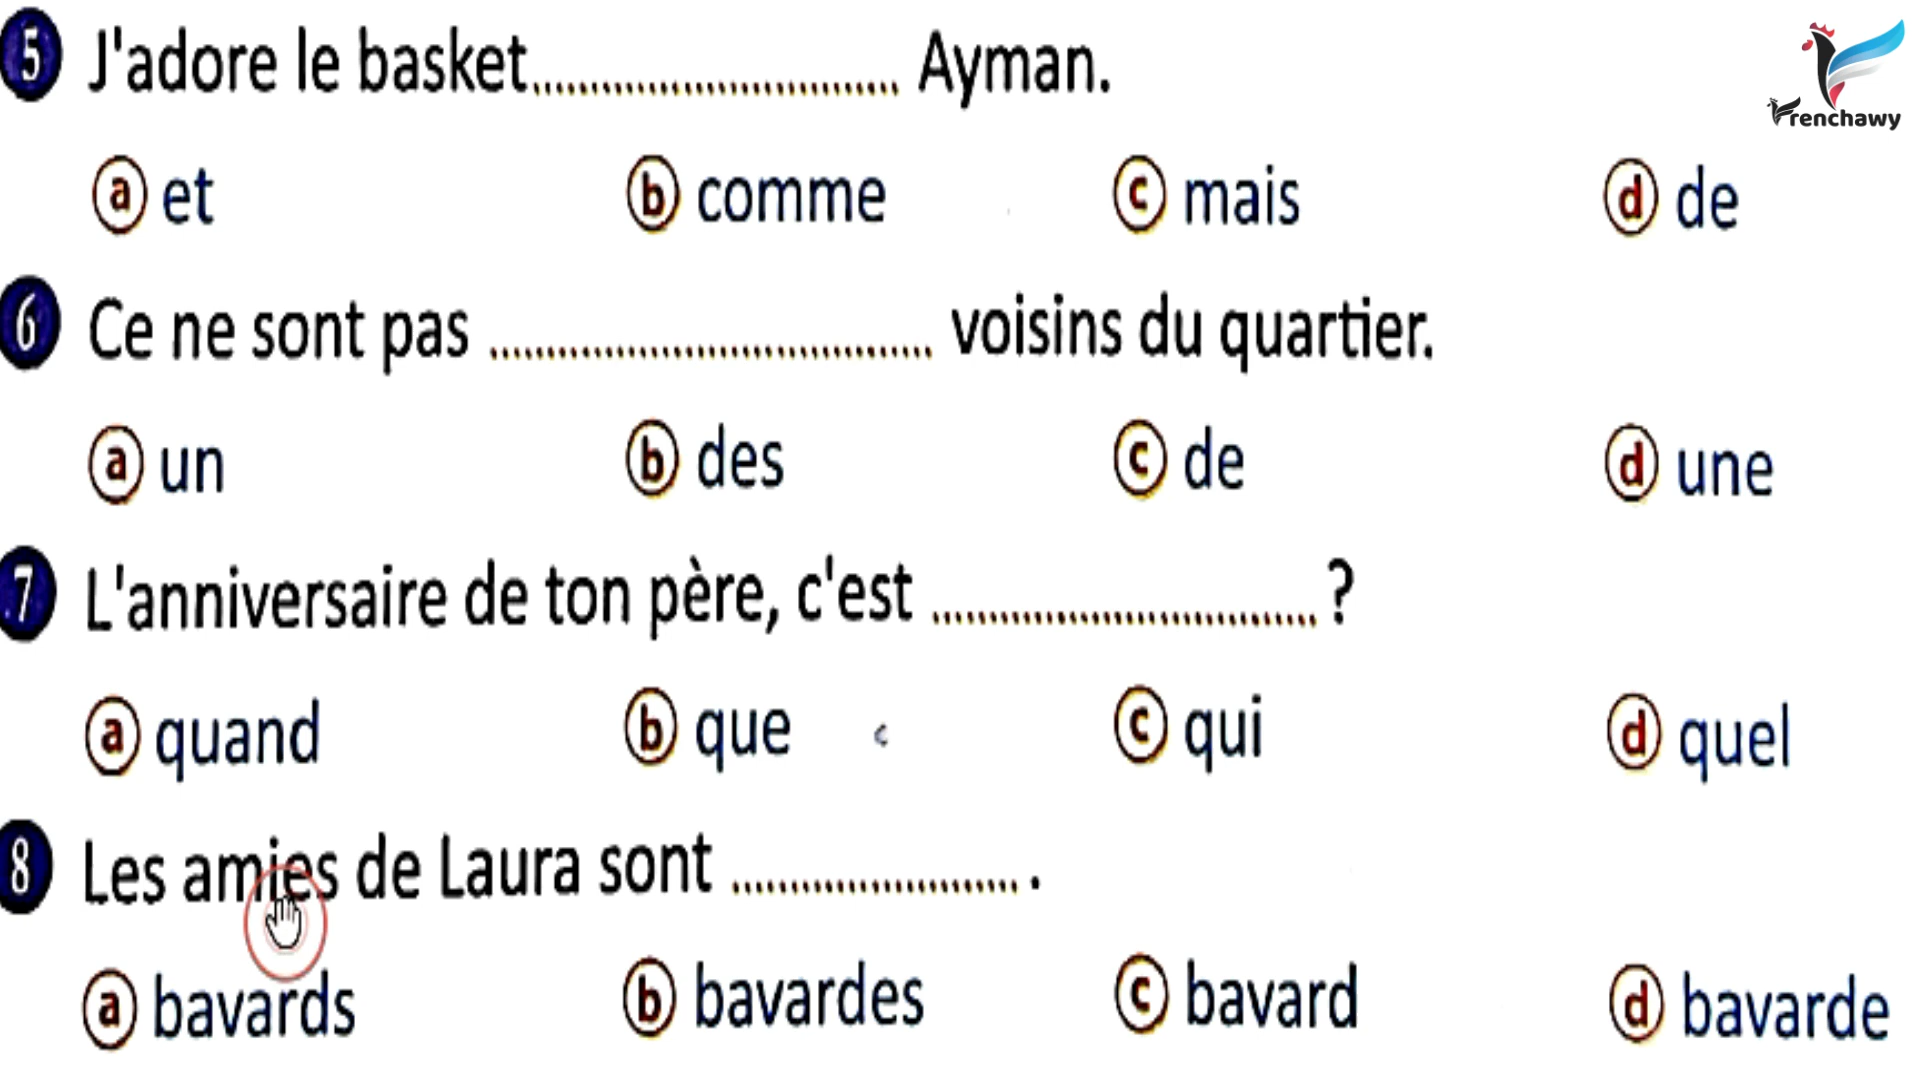 5 J'adore le basket.............................. Ayman.
Frenchawy
a et b comme c mais d de
6 Ce ne sont pas .................................... voisins du quartier.
a un b des c de d une
7 L'anniversaire de ton père, c'est ................................ ?
a quand b que c qui d quel
8 Les amies de Laura sont ........................ .
a bavards b bavardes c bavard d bavarde